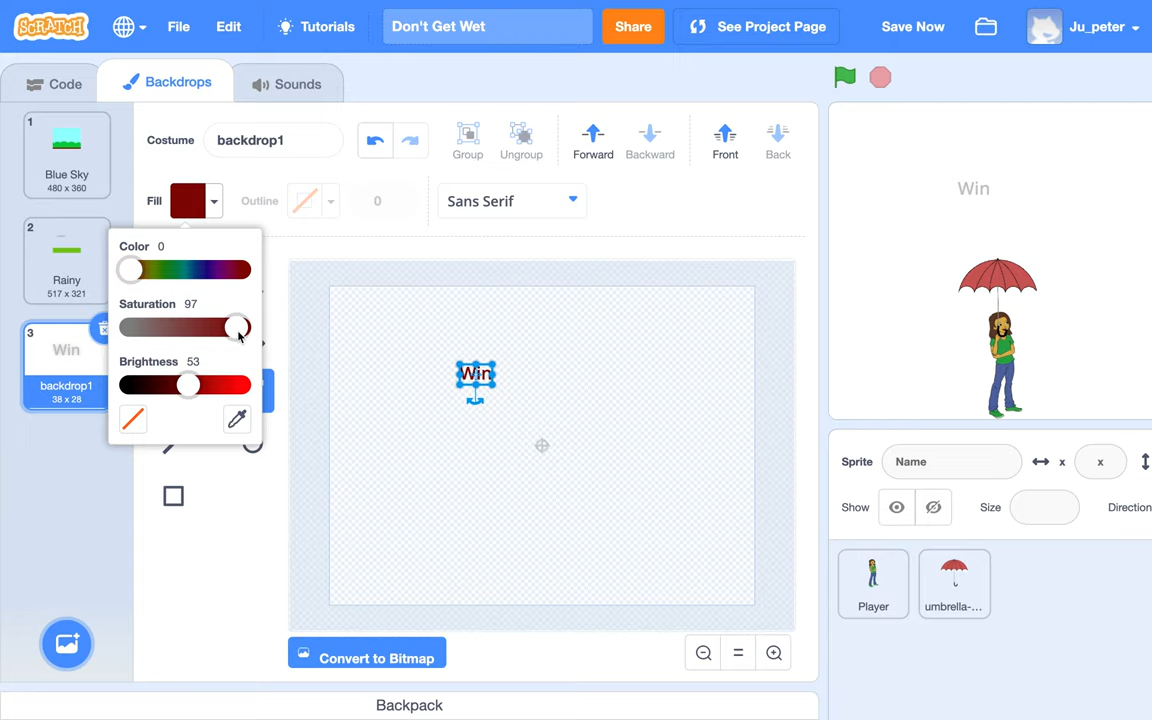 SCRATCH
File
Edit
Tutorials
Don't Get Wet
Share
See Project Page
Save Now
Ju_peter
Code
Backdrops
Sounds
1
Blue Sky
480 x 360
2
Rainy
517 x 321
3
Win
backdrop1
38 x 28
Costume
backdrop1
Group
Ungroup
Forward
Backward
Front
Back
Fill
Outline
0
Sans Serif
Color 0
Saturation 97
Brightness 53
Win
Convert to Bitmap
Backpack
Win
Sprite
Name
x
x
Show
Size
Direction
Player
umbrella-...